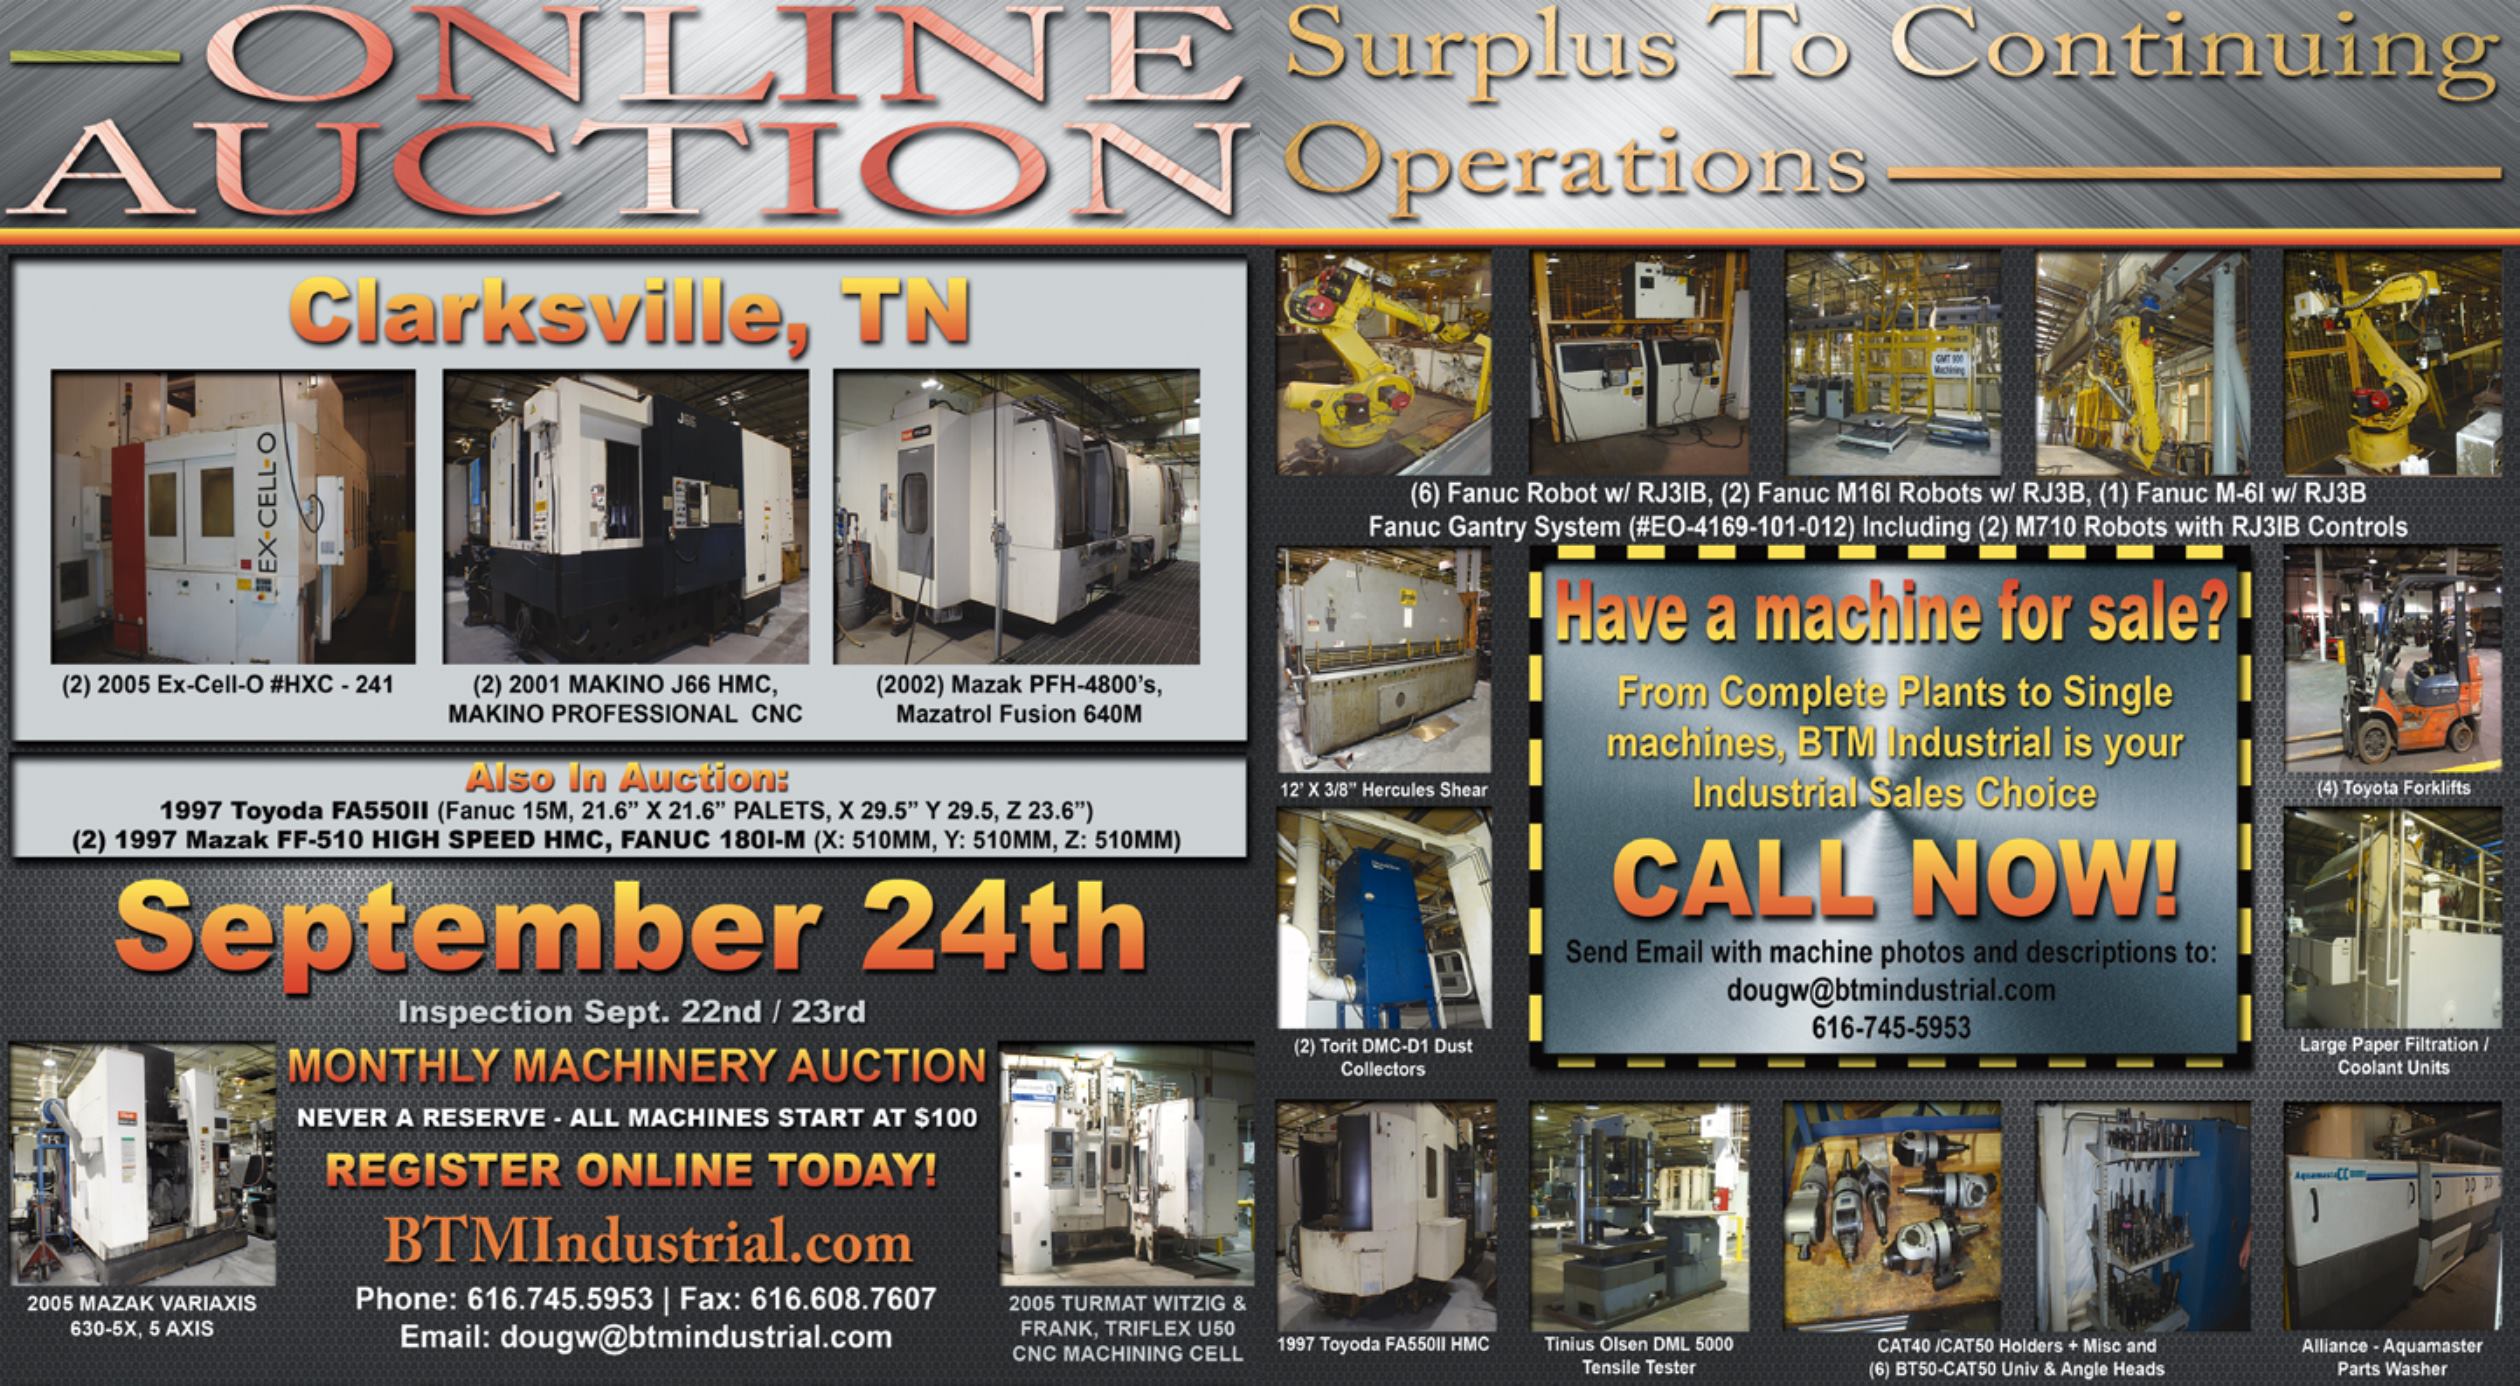 ONLINE
AUCTION
Surplus To Continuing
Operations
Clarksville, TN
EX-CELL-O
J66
(2) 2005 Ex-Cell-O #HXC - 241
(2) 2001 MAKINO J66 HMC,
MAKINO PROFESSIONAL CNC
(2002) Mazak PFH-4800's,
Mazatrol Fusion 640M
Also In Auction:
1997 Toyoda FA550II (Fanuc 15M, 21.6" X 21.6" PALETS, X 29.5" Y 29.5, Z 23.6")
(2) 1997 Mazak FF-510 HIGH SPEED HMC, FANUC 180I-M (X: 510MM, Y: 510MM, Z: 510MM)
September 24th
Inspection Sept. 22nd / 23rd
MONTHLY MACHINERY AUCTION
NEVER A RESERVE - ALL MACHINES START AT $100
REGISTER ONLINE TODAY!
BTMIndustrial.com
Phone: 616.745.5953 | Fax: 616.608.7607
Email: dougw@btmindustrial.com
2005 MAZAK VARIAXIS
630-5X, 5 AXIS
2005 TURMAT WITZIG &
FRANK, TRIFLEX U50
CNC MACHINING CELL
GMT 900
Machining
(6) Fanuc Robot w/ RJ3IB, (2) Fanuc M16I Robots w/ RJ3B, (1) Fanuc M-6I w/ RJ3B
Fanuc Gantry System (#EO-4169-101-012) Including (2) M710 Robots with RJ3IB Controls
12' X 3/8" Hercules Shear
Have a machine for sale?
From Complete Plants to Single
machines, BTM Industrial is your
Industrial Sales Choice
CALL NOW!
Send Email with machine photos and descriptions to:
dougw@btmindustrial.com
616-745-5953
(4) Toyota Forklifts
(2) Torit DMC-D1 Dust
Collectors
Large Paper Filtration /
Coolant Units
1997 Toyoda FA550II HMC
Tinius Olsen DML 5000
Tensile Tester
CAT40 /CAT50 Holders + Misc and
(6) BT50-CAT50 Univ & Angle Heads
Alliance - Aquamaster
Parts Washer